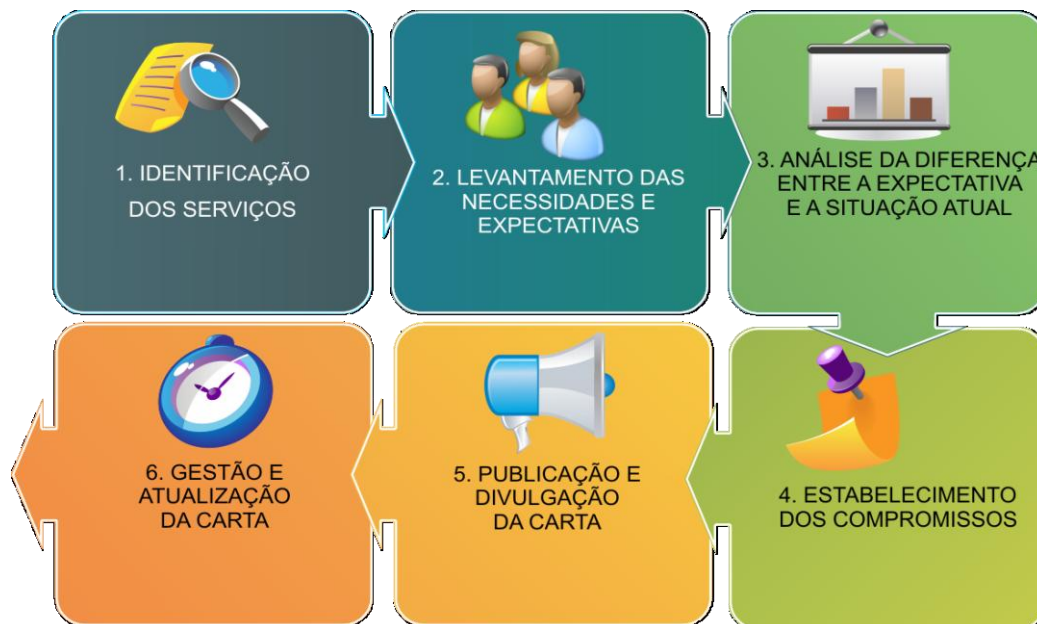 1. IDENTIFICAÇÃO
DOS SERVIÇOS
2. LEVANTAMENTO DAS
NECESSIDADES E
EXPECTATIVAS
3. ANÁLISE DA DIFERENÇA
ENTRE A EXPECTATIVA
E A SITUAÇÃO ATUAL
4. ESTABELECIMENTO
DOS COMPROMISSOS
5. PUBLICAÇÃO E
DIVULGAÇÃO
DA CARTA
6. GESTÃO E
ATUALIZAÇÃO
DA CARTA